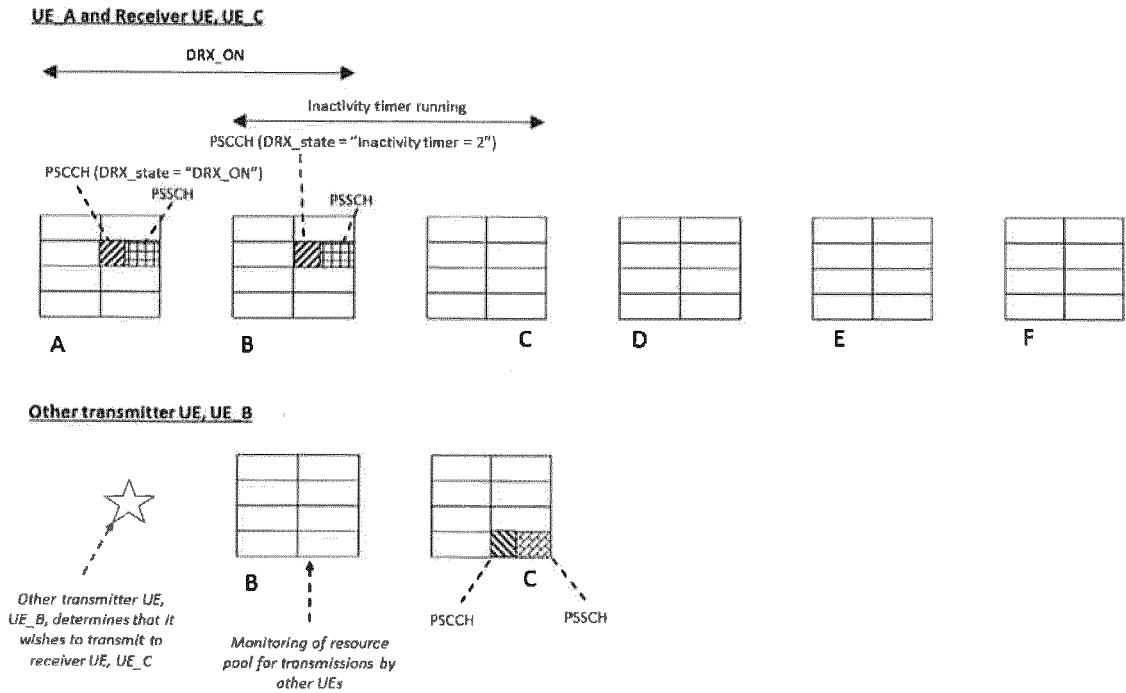 UE_A and Receiver UE, UE_C
DRX_ON
Inactivity timer running
PSCCH (DRX_state = "Inactivity timer = 2")
PSCCH (DRX_state = "DRX_ON")
PSSCH
PSSCH
A
B
C
D
E
F
Other transmitter UE, UE_B
B
C
Other transmitter UE,
UE_B, determines that it
wishes to transmit to
receiver UE, UE_C
Monitoring of resource
pool for transmissions by
other UEs
PSCCH
PSSCH